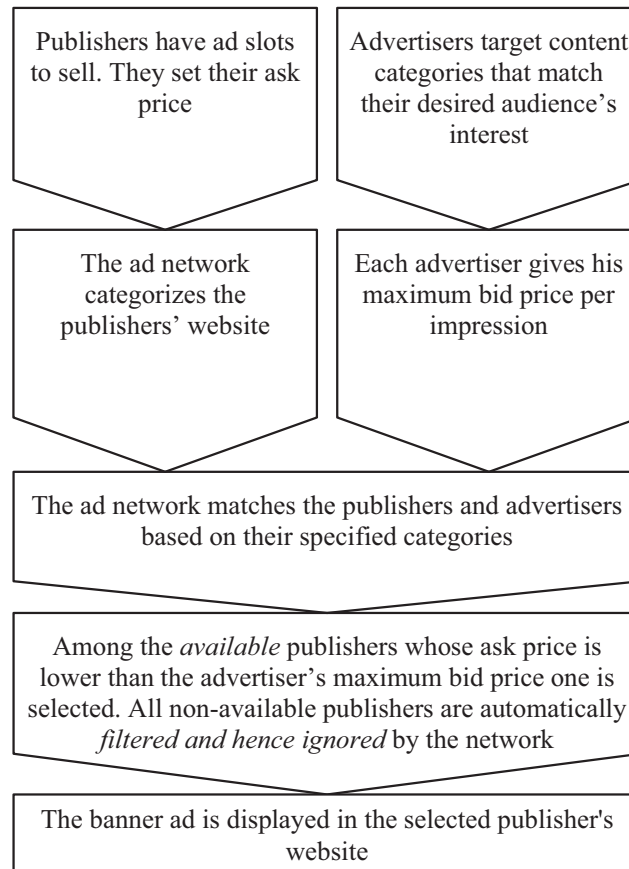 Publishers have ad slots
to sell. They set their ask
price
Advertisers target content
categories that match
their desired audience’s
interest
The ad network
categorizes the
publishers’ website
Each advertiser gives his
maximum bid price per
impression
The ad network matches the publishers and advertisers
based on their specified categories
Among the available publishers whose ask price is
lower than the advertiser’s maximum bid price one is
selected. All non-available publishers are automatically
filtered and hence ignored by the network
The banner ad is displayed in the selected publisher's
website